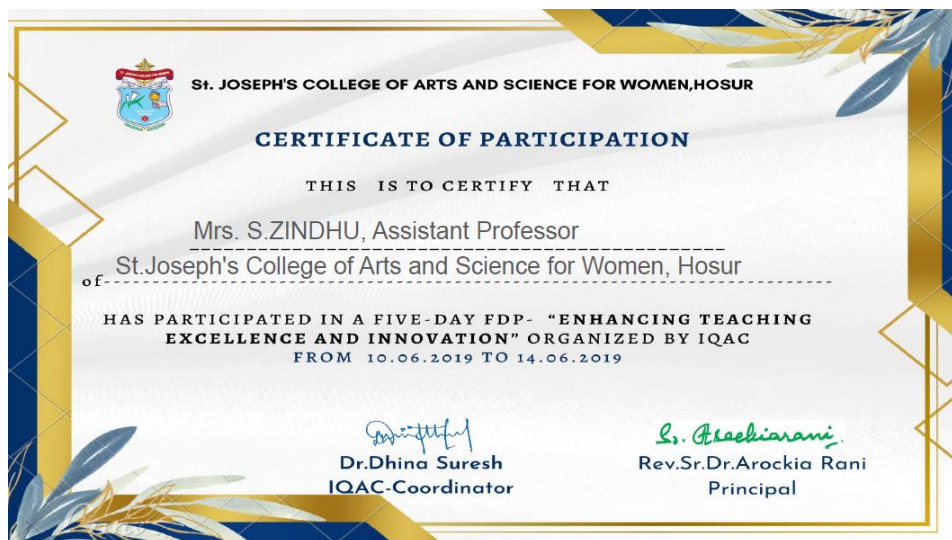 St. JOSEPH'S COLLEGE OF ARTS AND SCIENCE FOR WOMEN,HOSUR
CERTIFICATE OF PARTICIPATION
THIS IS TO CERTIFY THAT
Mrs. S.ZINDHU, Assistant Professor
of St.Joseph's College of Arts and Science for Women, Hosur
HAS PARTICIPATED IN A FIVE-DAY FDP- “ENHANCING TEACHING
EXCELLENCE AND INNOVATION” ORGANIZED BY IQAC
FROM 10.06.2019 TO 14.06.2019
Dr.Dhina Suresh
IQAC-Coordinator
Sr. Arockiarani
Rev.Sr.Dr.Arockia Rani
Principal